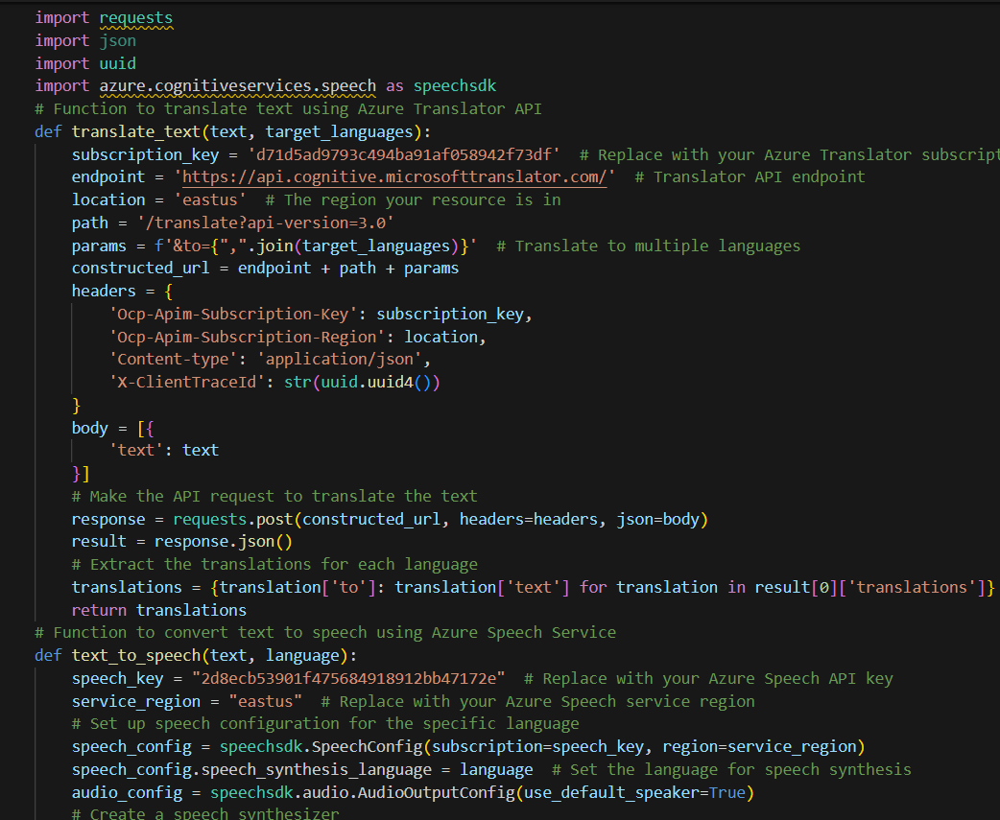 import requests
import json
import uuid
import azure.cognitiveservices.speech as speechsdk
# Function to translate text using Azure Translator API
def translate_text(text, target_languages):
    subscription_key = 'd71d5ad9793c494ba91af058942f73df'  # Replace with your Azure Translator subscript
    endpoint = 'https://api.cognitive.microsofttranslator.com/'  # Translator API endpoint
    location = 'eastus'  # The region your resource is in
    path = '/translate?api-version=3.0'
    params = f'&to={",".join(target_languages)}'  # Translate to multiple languages
    constructed_url = endpoint + path + params
    headers = {
        'Ocp-Apim-Subscription-Key': subscription_key,
        'Ocp-Apim-Subscription-Region': location,
        'Content-type': 'application/json',
        'X-ClientTraceId': str(uuid.uuid4())
    }
    body = [{
        'text': text
    }]
    # Make the API request to translate the text
    response = requests.post(constructed_url, headers=headers, json=body)
    result = response.json()
    # Extract the translations for each language
    translations = {translation['to']: translation['text'] for translation in result[0]['translations']}
    return translations
# Function to convert text to speech using Azure Speech Service
def text_to_speech(text, language):
    speech_key = "2d8ecb53901f475684918912bb47172e"  # Replace with your Azure Speech API key
    service_region = "eastus"  # Replace with your Azure Speech service region
    # Set up speech configuration for the specific language
    speech_config = speechsdk.SpeechConfig(subscription=speech_key, region=service_region)
    speech_config.speech_synthesis_language = language  # Set the language for speech synthesis
    audio_config = speechsdk.audio.AudioOutputConfig(use_default_speaker=True)
    # Create a speech synthesizer